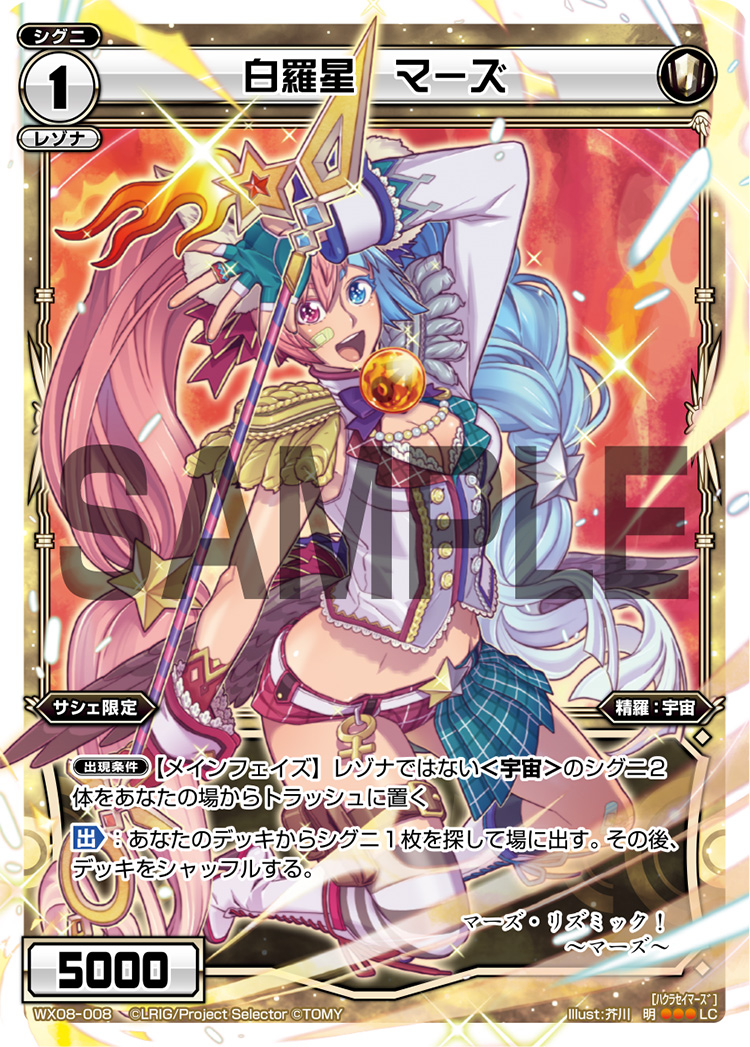 シグニ
1
白羅星　マーズ
レゾナ
SAMPLE
サシェ限定
精羅：宇宙
出現条件 【メインフェイズ】レゾナではない＜宇宙＞のシグニ2
体をあなたの場からトラッシュに置く
出：あなたのデッキからシグニ１枚を探して場に出す。その後、
デッキをシャッフルする。
マーズ・リズミック！
～マーズ～
5000
[ハクラセイマーズ]
WX08-008 ©LRIG/Project Selector ©TOMY Illust:芥川　明 LC